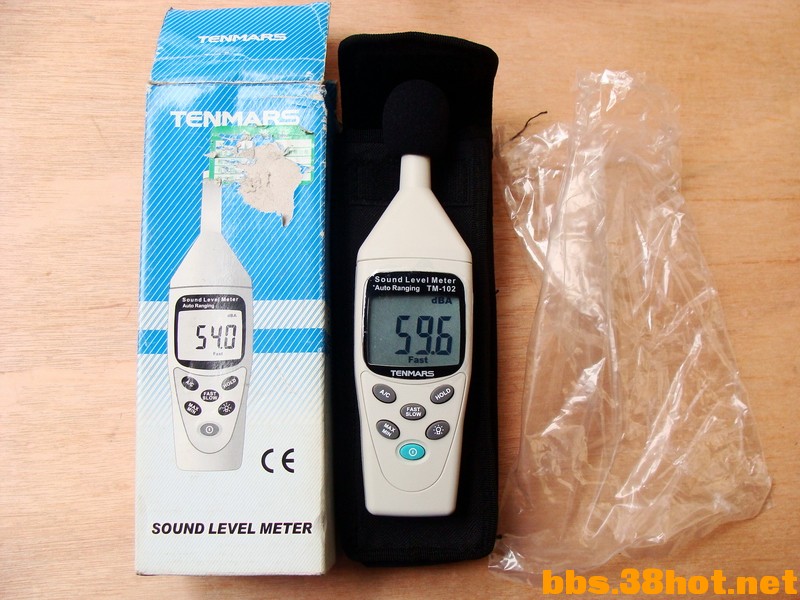 TENMARS
TENMARS
Sound Level Meter
Auto Ranging
dBA
54.0
Fast
A/C
HOLD
FAST
SLOW
MAX
MIN
CE
SOUND LEVEL METER
Sound Level Meter
Auto Ranging TM-102
dBA
59.6
Fast
TENMARS
A/C
HOLD
FAST
SLOW
MAX
MIN
bbs.38hot.net